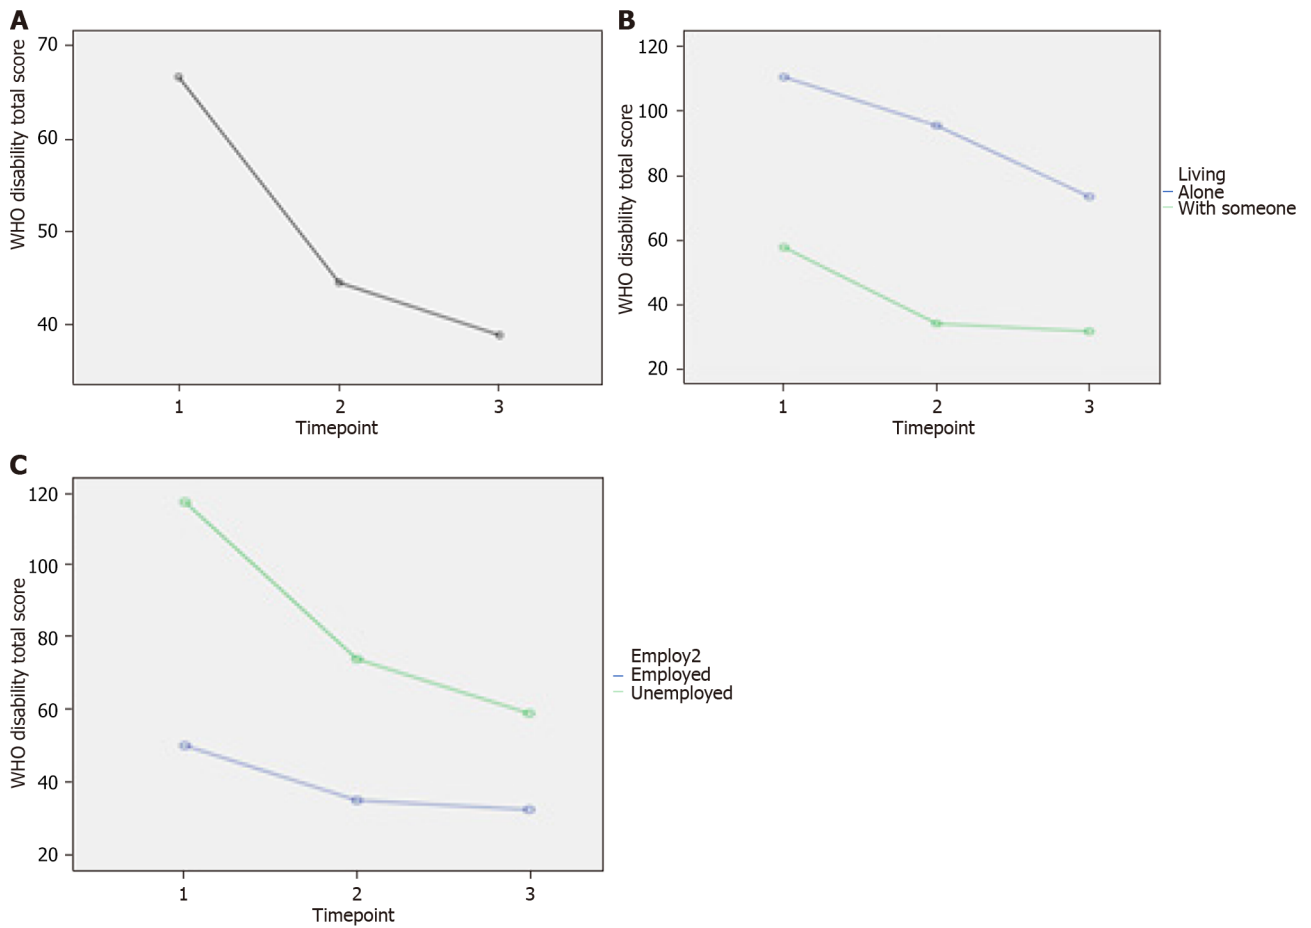 A
WHO disability total score
70
60
50
40
1 2 3
Timepoint
B
WHO disability total score
120
100
80
60
40
20
1 2 3
Timepoint
Living
Alone
With someone
C
WHO disability total score
120
100
80
60
40
20
1 2 3
Timepoint
Employ2
Employed
Unemployed